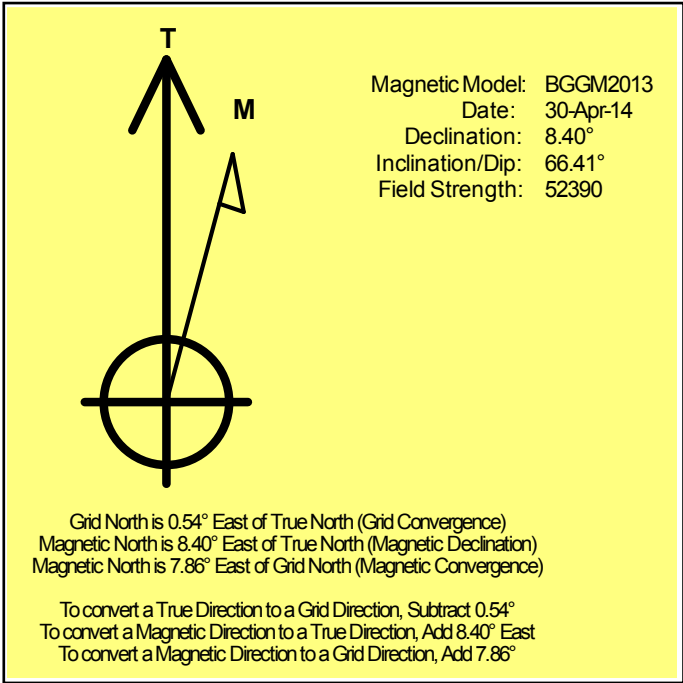 T
M
Magnetic Model: BGGM2013
Date: 30-Apr-14
Declination: 8.40°
Inclination/Dip: 66.41°
Field Strength: 52390
Grid North is 0.54° East of True North (Grid Convergence)
Magnetic North is 8.40° East of True North (Magnetic Declination)
Magnetic North is 7.86° East of Grid North (Magnetic Convergence)
To convert a True Direction to a Grid Direction, Subtract 0.54°
To convert a Magnetic Direction to a True Direction, Add 8.40° East
To convert a Magnetic Direction to a Grid Direction, Add 7.86°